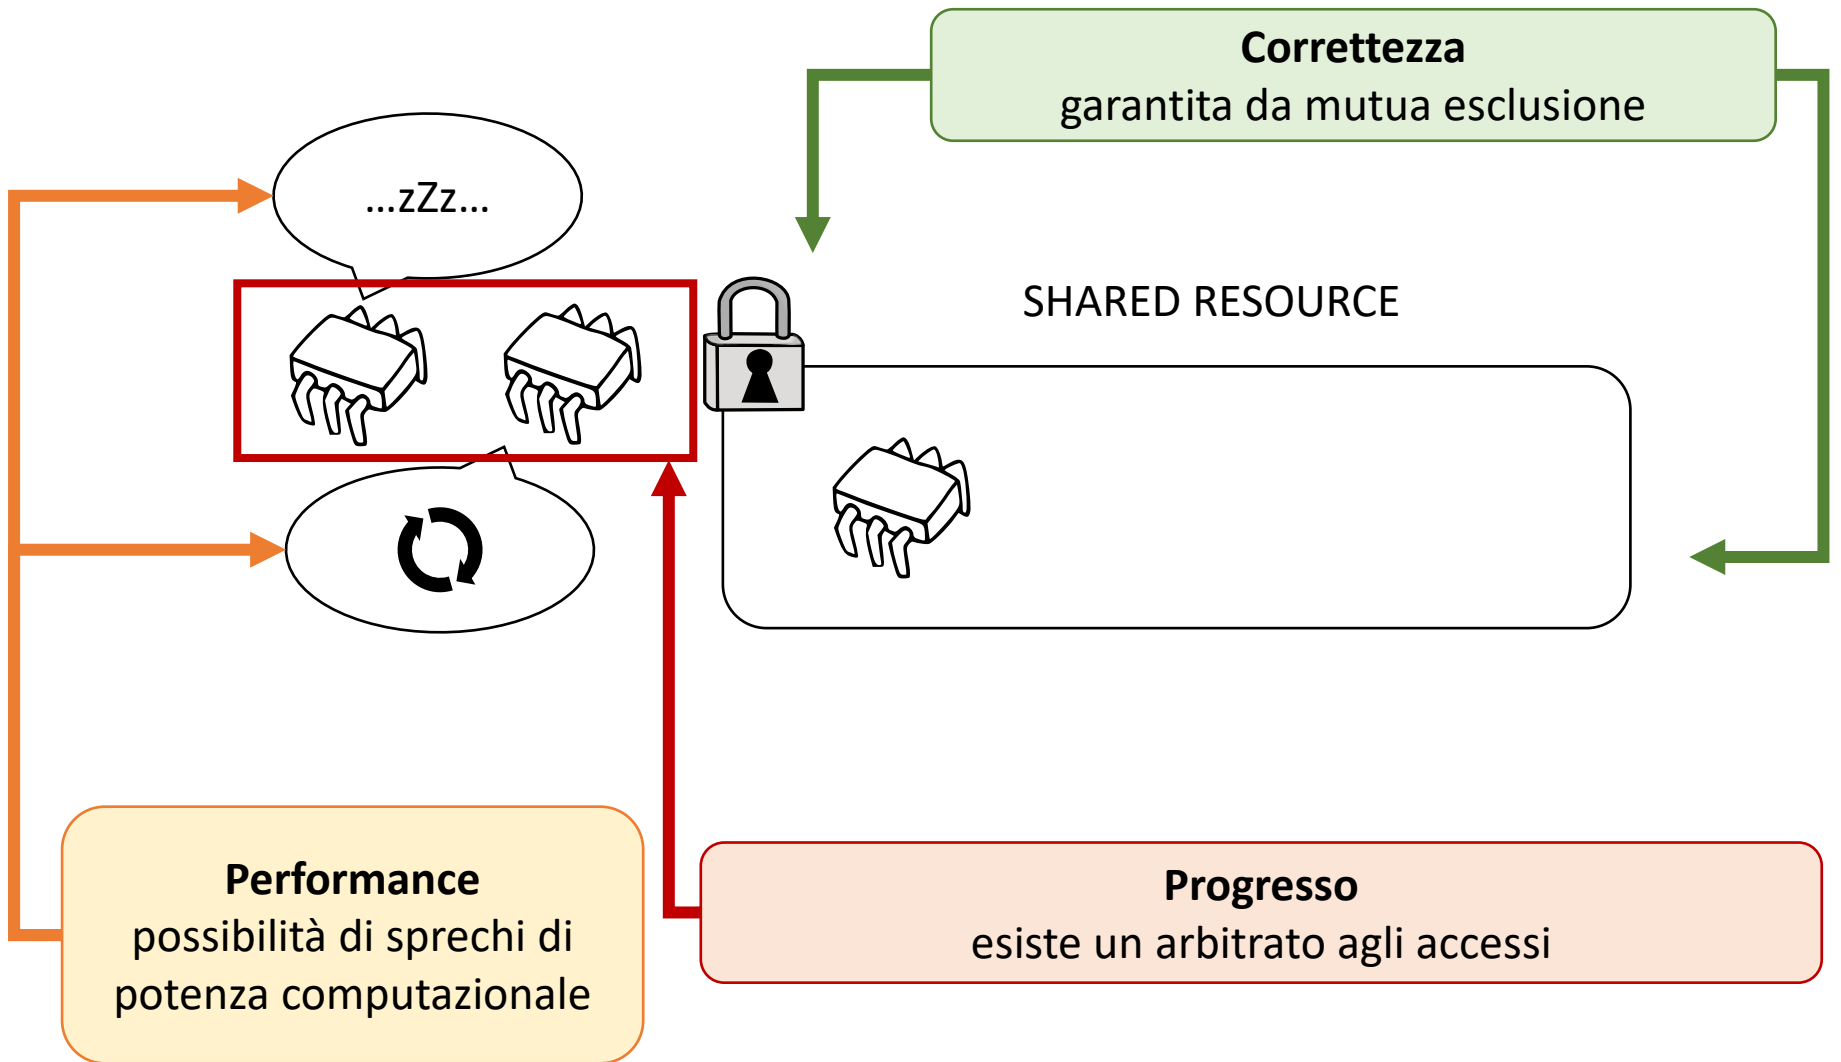 Correttezza
garantita da mutua esclusione
...zZz...
SHARED RESOURCE
Performance
possibilità di sprechi di
potenza computazionale
Progresso
esiste un arbitrato agli accessi